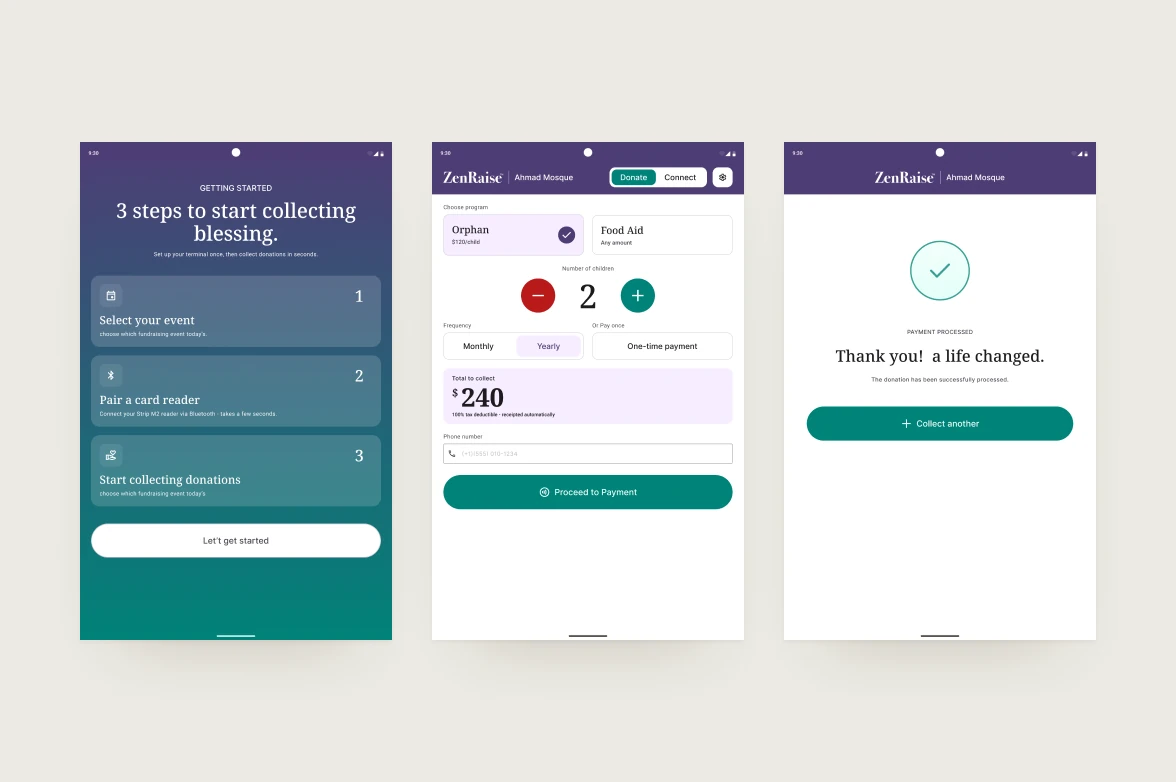 9:30
GETTING STARTED
3 steps to start collecting
blessing.
Set up your terminal once, then collect donations in seconds.
1
Select your event
choose which fundraising event today's.
2
Pair a card reader
Connect your Strip M2 reader via Bluetooth - takes a few seconds.
3
Start collecting donations
choose which fundraising event today's
Let's get started
9:30
ZenRaise
Ahmad Mosque
Donate
Connect
Choose program
Orphan
$120/child
Food Aid
Any amount
Number of children
2
Frequency
Or Pay once
Monthly
Yearly
One-time payment
Total to collect
$ 240
100% tax deductible - receipted automatically
Phone number
(+1)(555) 010-1234
Proceed to Payment
9:30
ZenRaise
Ahmad Mosque
PAYMENT PROCESSED
Thank you!  a life changed.
The donation has been successfully processed.
Collect another